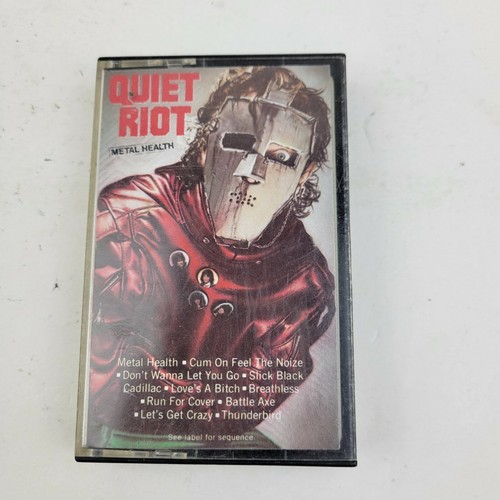 QUIET
RIOT
METAL HEALTH
Metal Health ▪ Cum On Feel The Noize
▪ Don't Wanna Let You Go ▪ Slick Black
Cadillac ▪ Love's A Bitch ▪ Breathless
▪ Run For Cover ▪ Battle Axe
▪ Let's Get Crazy ▪ Thunderbird
See label for sequence.